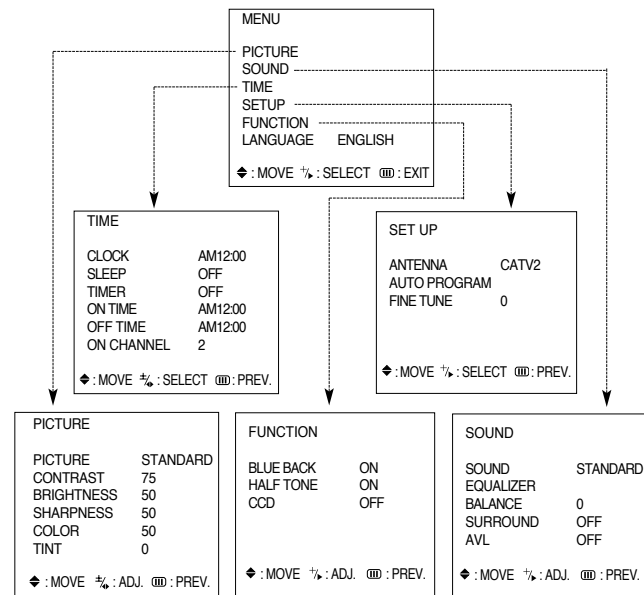 MENU
PICTURE
SOUND
TIME
SETUP
FUNCTION
LANGUAGE ENGLISH
: MOVE +/ : SELECT : EXIT
TIME
CLOCK AM12:00
SLEEP OFF
TIMER OFF
ON TIME AM12:00
OFF TIME AM12:00
ON CHANNEL 2
: MOVE ±/ : SELECT : PREV.
SET UP
ANTENNA CATV2
AUTO PROGRAM
FINE TUNE 0
: MOVE +/ : SELECT : PREV.
PICTURE
PICTURE STANDARD
CONTRAST 75
BRIGHTNESS 50
SHARPNESS 50
COLOR 50
TINT 0
: MOVE ±/ : ADJ. : PREV.
FUNCTION
BLUE BACK ON
HALF TONE ON
CCD OFF
: MOVE +/ : ADJ. : PREV.
SOUND
SOUND STANDARD
EQUALIZER
BALANCE 0
SURROUND OFF
AVL OFF
: MOVE +/ : ADJ. : PREV.